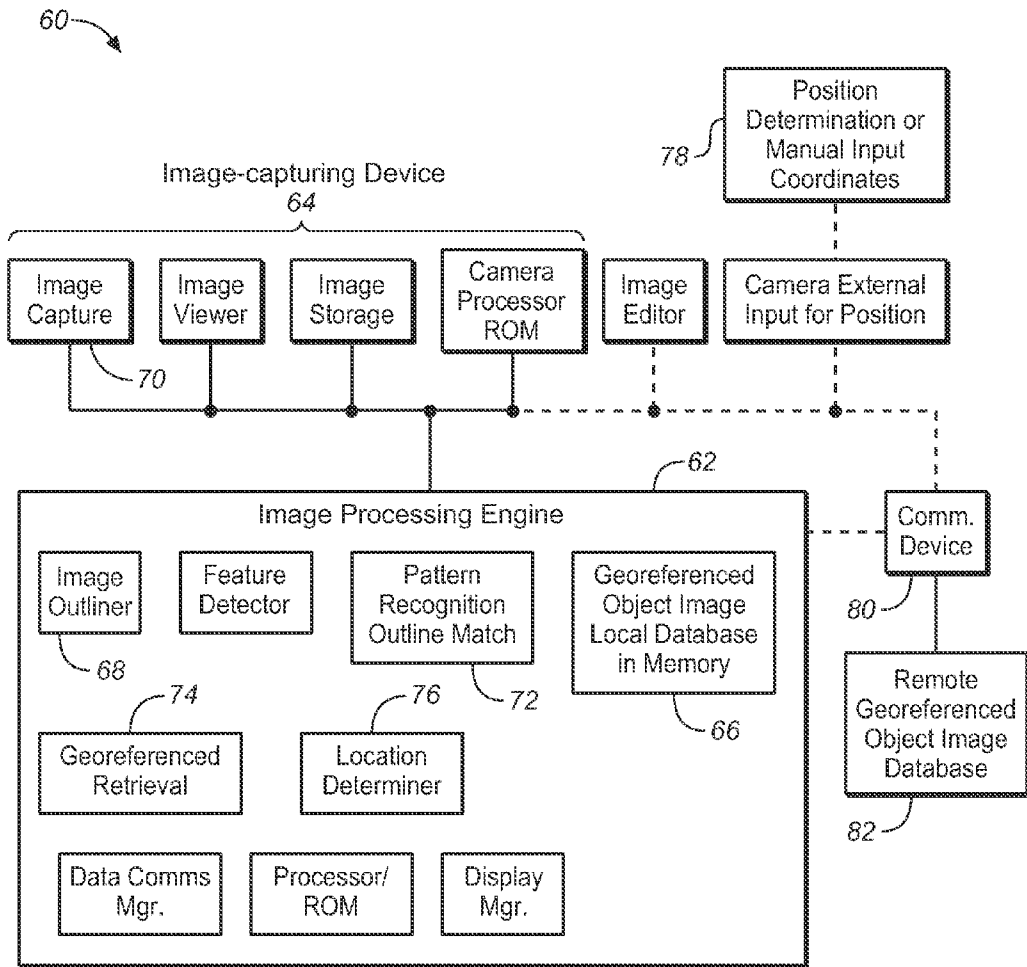 60
Position
Determination or
Manual Input
Coordinates
78
Image-capturing Device
64
Image
Capture
Image
Viewer
Image
Storage
Camera
Processor
ROM
Image
Editor
Camera External
Input for Position
70
62
Image Processing Engine
Comm.
Device
80
Image
Outliner
Feature
Detector
Pattern
Recognition
Outline Match
Georeferenced
Object Image
Local Database
in Memory
68
72
66
74
76
Georeferenced
Retrieval
Location
Determiner
Remote
Georeferenced
Object Image
Database
82
Data Comms
Mgr.
Processor/
ROM
Display
Mgr.